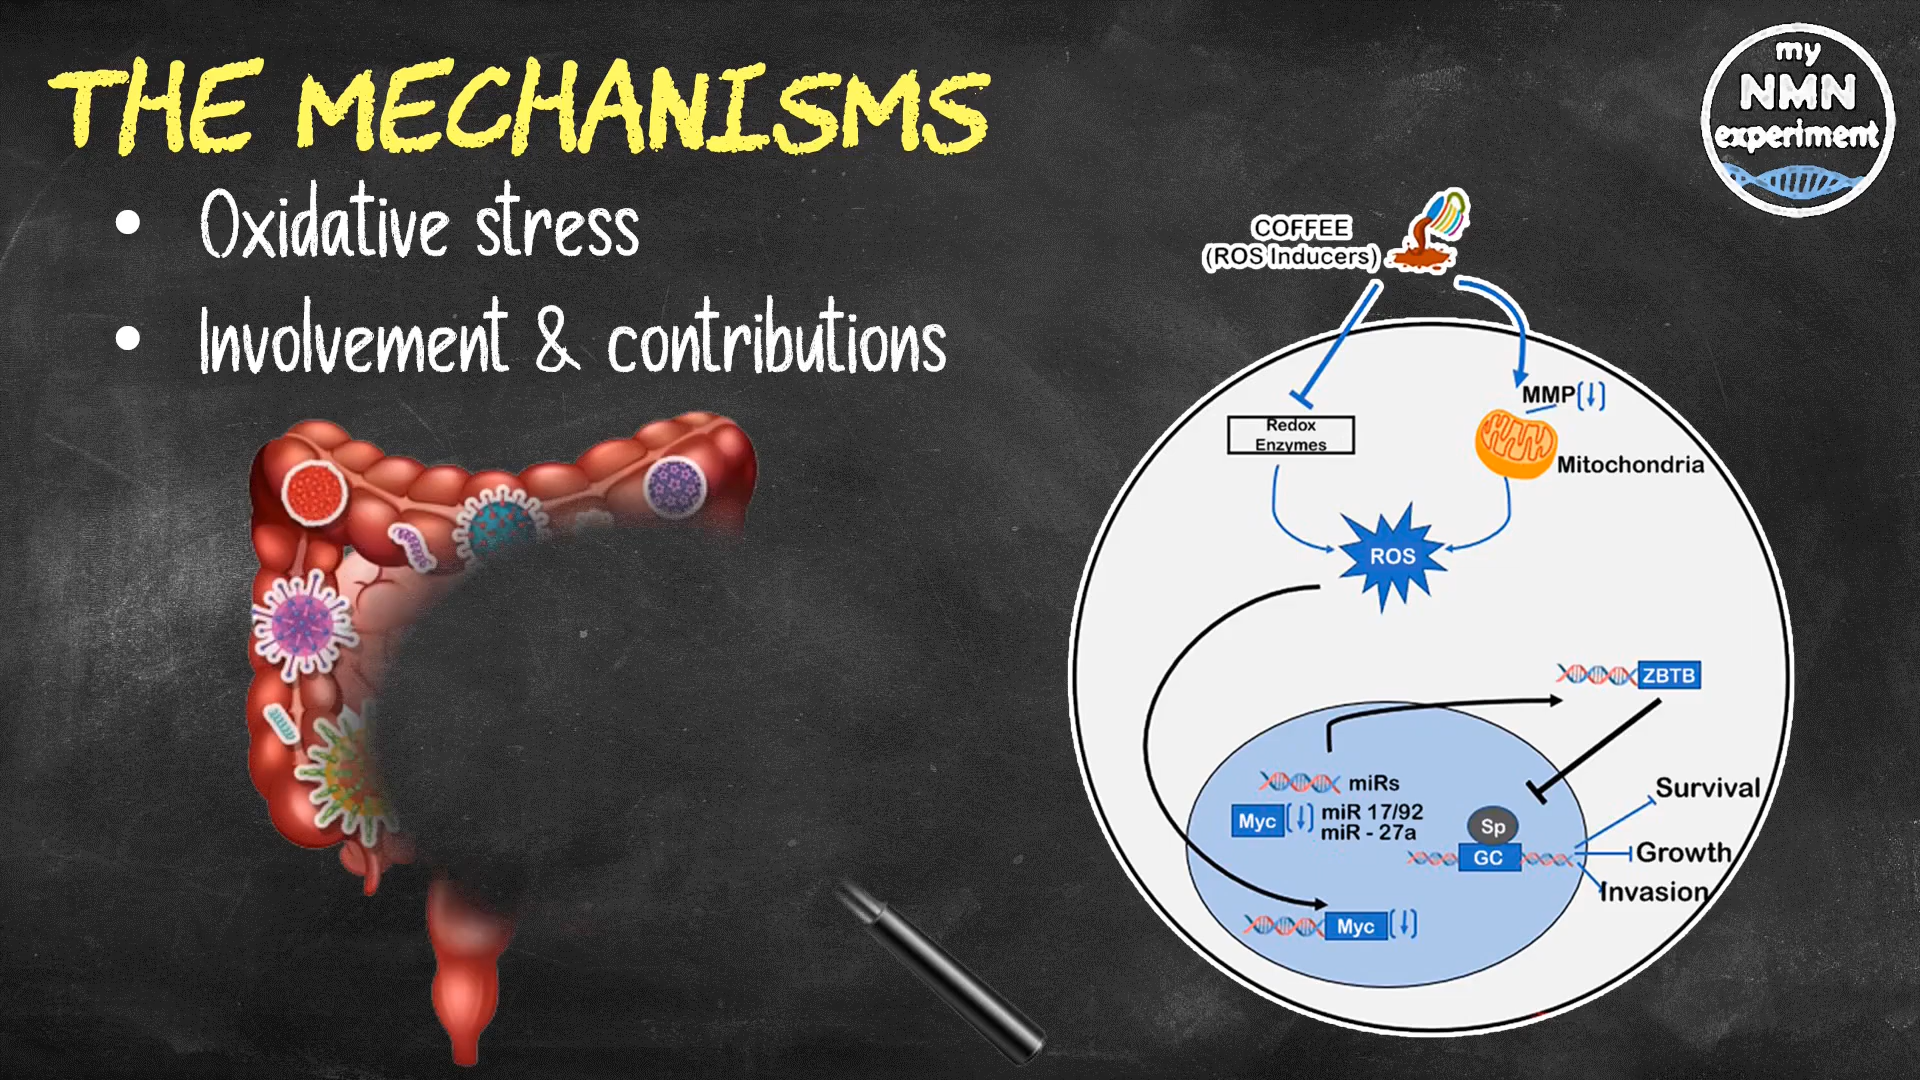 THE MECHANISMS
• Oxidative stress
• Involvement & contributions
my
NMN
experiment
COFFEE
(ROS Inducers)
MMP[↓]
Redox
Enzymes
Mitochondria
ROS
ZBTB
miRs
Myc [↓] miR 17/92
miR - 27a
Survival
Sp
GC
Growth
Invasion
Myc [↓]